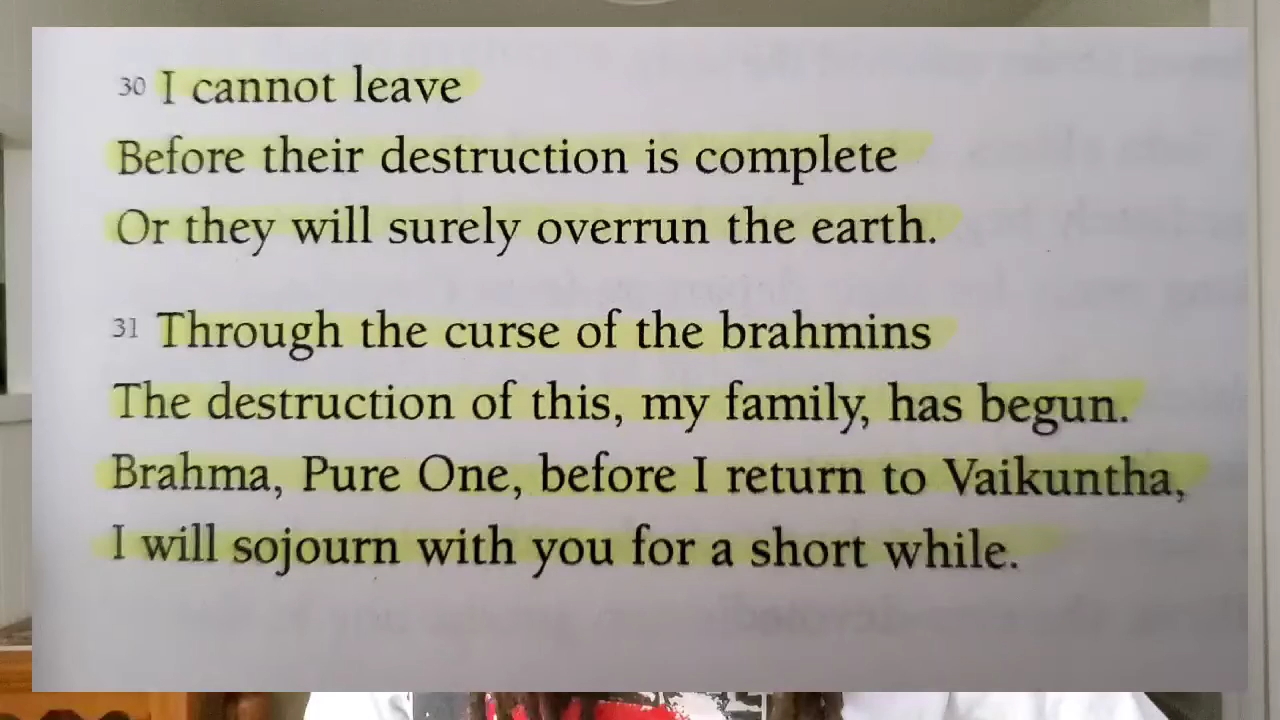 30 I cannot leave
Before their destruction is complete
Or they will surely overrun the earth.
31 Through the curse of the brahmins
The destruction of this, my family, has begun.
Brahma, Pure One, before I return to Vaikuntha,
I will sojourn with you for a short while.